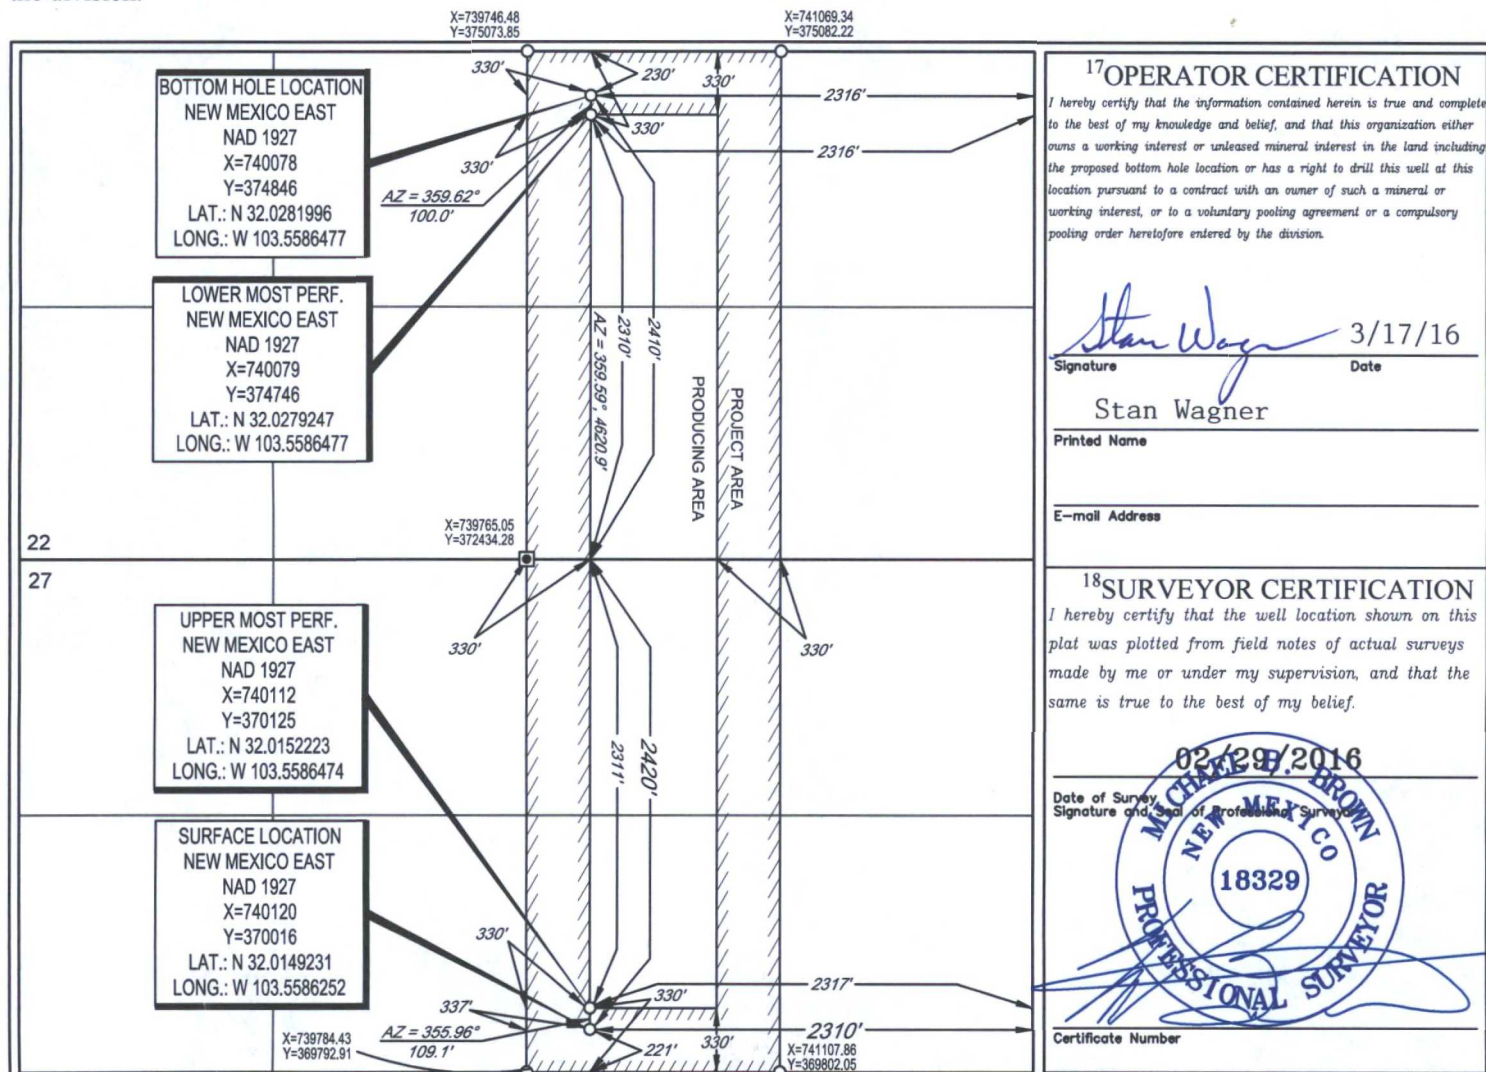 X=739746.48
Y=375073.85
X=741069.34
Y=375082.22
BOTTOM HOLE LOCATION
NEW MEXICO EAST
NAD 1927
X=740078
Y=374846
LAT.: N 32.0281996
LONG.: W 103.5586477
330'
230'
330'
2316'
330'
330'
2316'
AZ = 359.62°
100.0'
LOWER MOST PERF.
NEW MEXICO EAST
NAD 1927
X=740079
Y=374746
LAT.: N 32.0279247
LONG.: W 103.5586477
2310'
2410'
AZ = 359.59°, 4620.9'
PRODUCING AREA
PROJECT AREA
X=739765.05
Y=372434.28
22
27
330'
330'
UPPER MOST PERF.
NEW MEXICO EAST
NAD 1927
X=740112
Y=370125
LAT.: N 32.0152223
LONG.: W 103.5586474
2311'
2420'
SURFACE LOCATION
NEW MEXICO EAST
NAD 1927
X=740120
Y=370016
LAT.: N 32.0149231
LONG.: W 103.5586252
330'
2317'
330'
337'
AZ = 355.96°
109.1'
2310'
330'
221'
X=739784.43
Y=369792.91
X=741107.86
Y=369802.05
17 OPERATOR CERTIFICATION
I hereby certify that the information contained herein is true and complete
to the best of my knowledge and belief, and that this organization either
owns a working interest or unleased mineral interest in the land including
the proposed bottom hole location or has a right to drill this well at this
location pursuant to a contract with an owner of such a mineral or
working interest, or to a voluntary pooling agreement or a compulsory
pooling order heretofore entered by the division.
Stan Wagner 3/17/16
Signature Date
Stan Wagner
Printed Name
E-mail Address
18 SURVEYOR CERTIFICATION
I hereby certify that the well location shown on this
plat was plotted from field notes of actual surveys
made by me or under my supervision, and that the
same is true to the best of my belief.
02/29/2016
Date of Survey
Signature and Seal of Professional Surveyor
MICHAEL B. BROWN
NEW MEXICO
18329
PROFESSIONAL SURVEYOR
Certificate Number